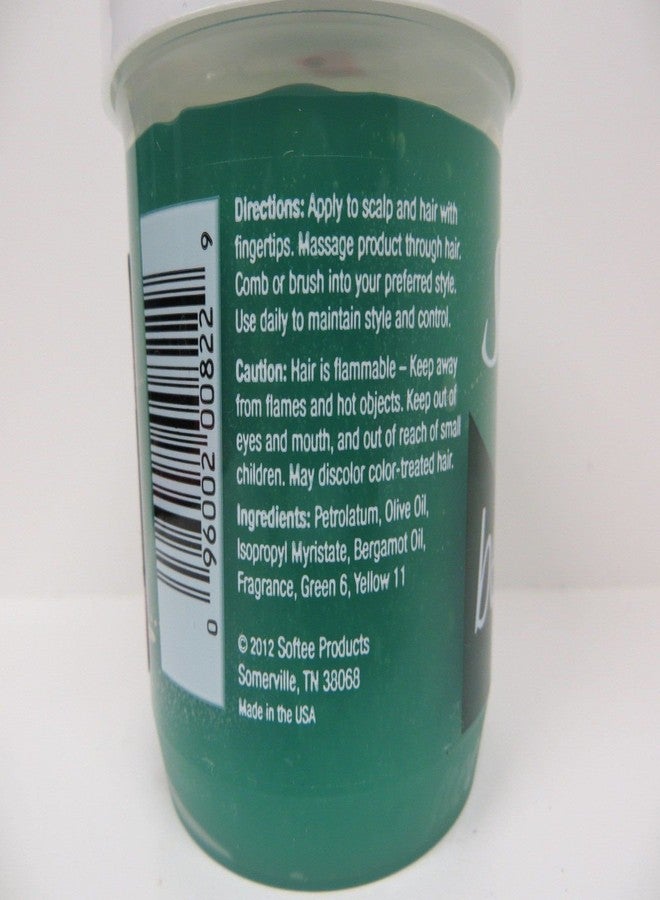 Directions: Apply to scalp and hair with
fingertips. Massage product through hair.
Comb or brush into your preferred style.
Use daily to maintain style and control.
Caution: Hair is flammable – Keep away
from flames and hot objects. Keep out of
eyes and mouth, and out of reach of small
children. May discolor color-treated hair.
Ingredients: Petrolatum, Olive Oil,
Isopropyl Myristate, Bergamot Oil,
Fragrance, Green 6, Yellow 11
© 2012 Softee Products
Somerville, TN 38068
Made in the USA
0 96002 00822 9